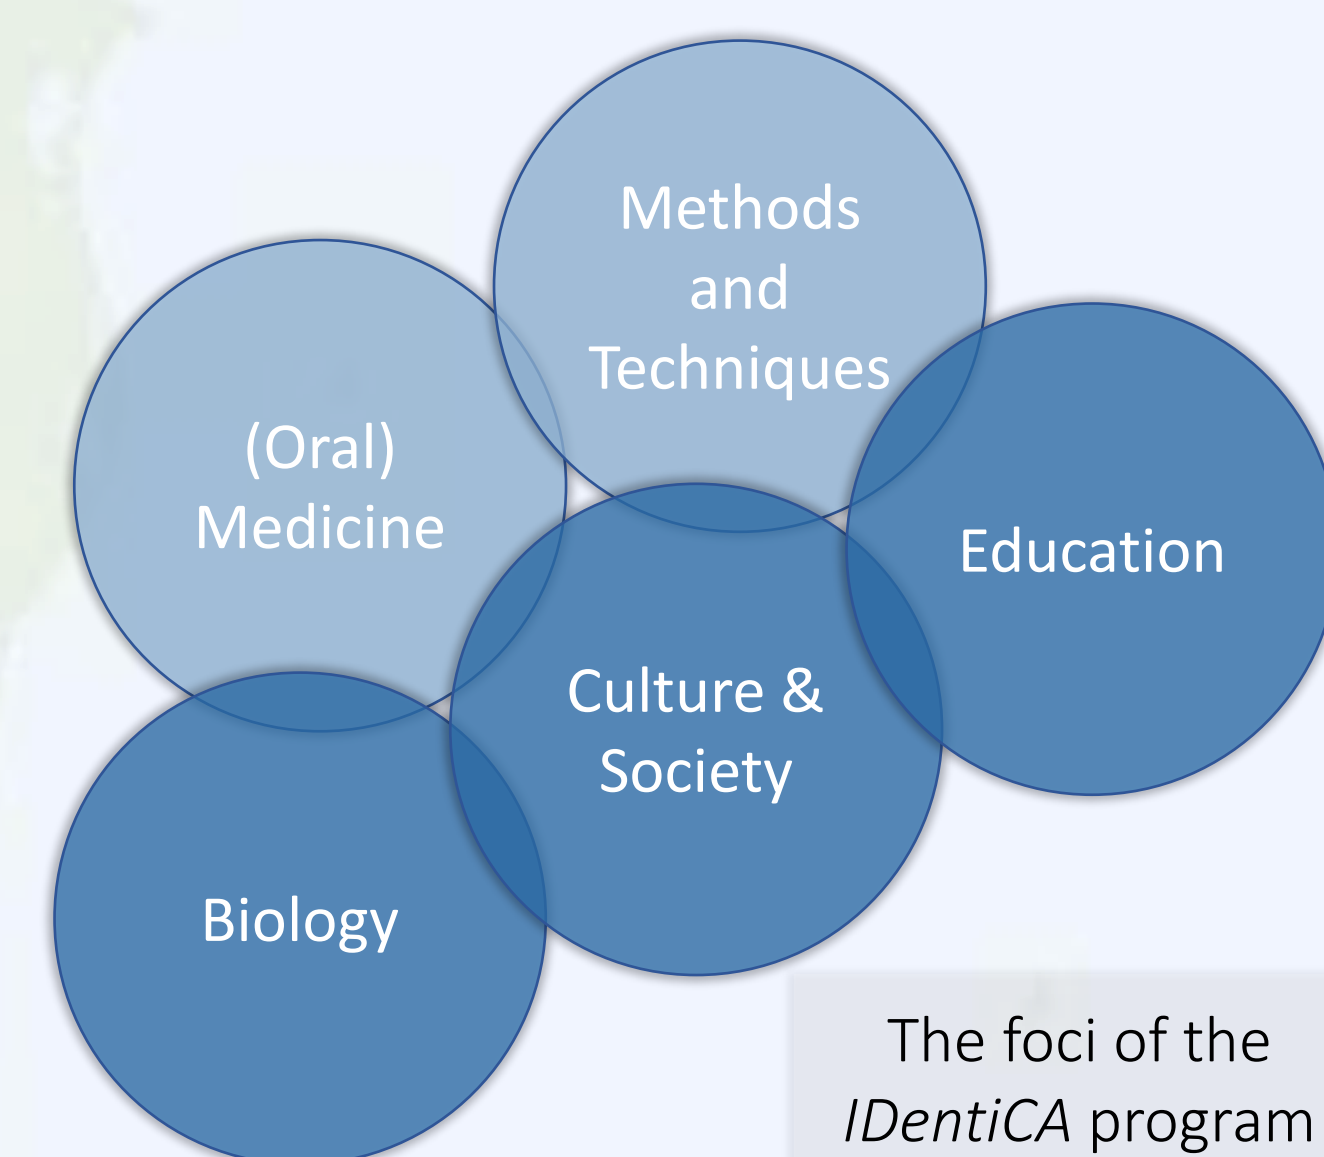 Methods
and
Techniques
(Oral)
Medicine
Education
Culture &
Society
Biology
The foci of the
IDentiCA program